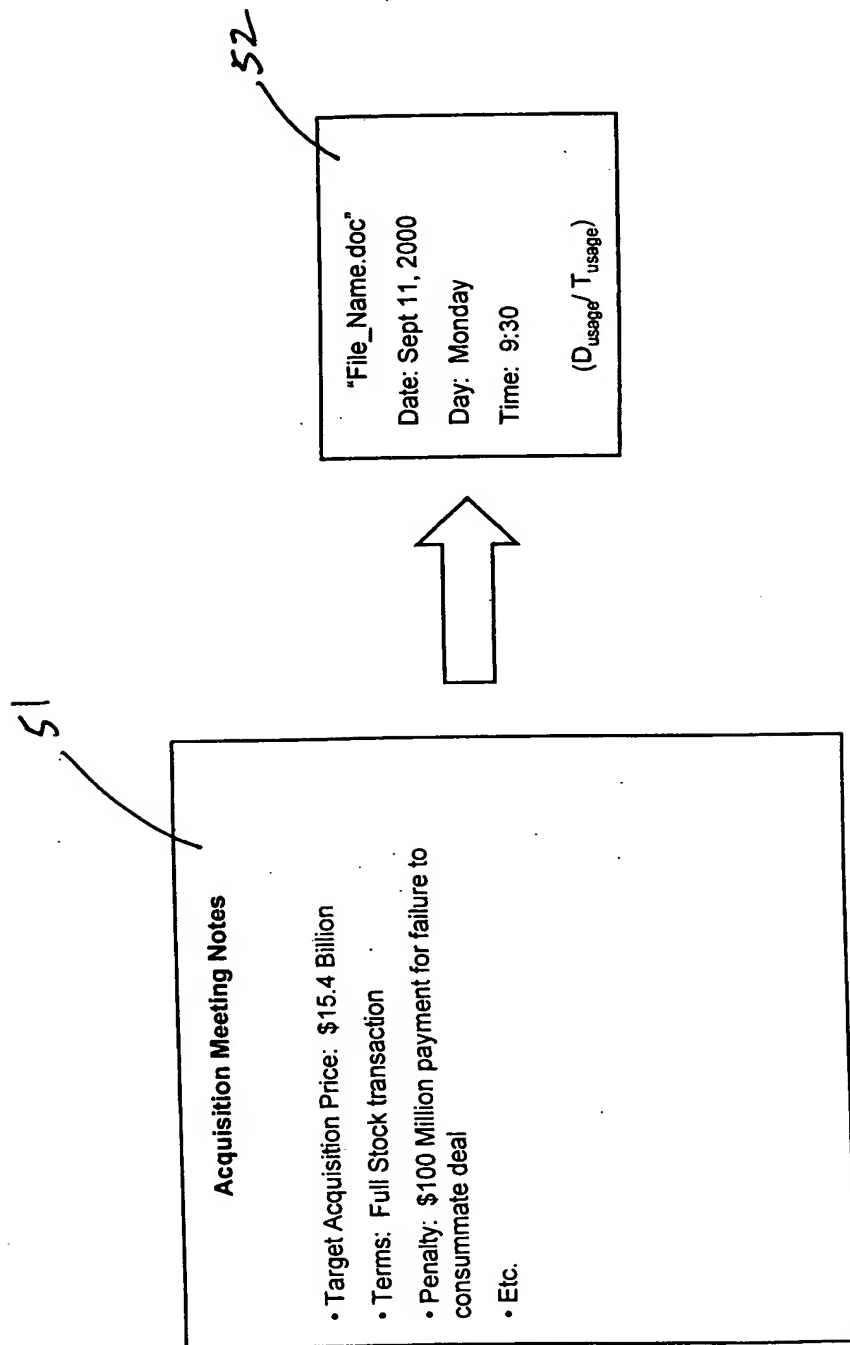 51
Acquisition Meeting Notes
• Target Acquisition Price: $15.4 Billion
• Terms: Full Stock transaction
• Penalty: $100 Million payment for failure to
consummate deal
• Etc.
52
"File_Name.doc"
Date: Sept 11, 2000
Day: Monday
Time: 9:30
(D_usage/ T_usage)